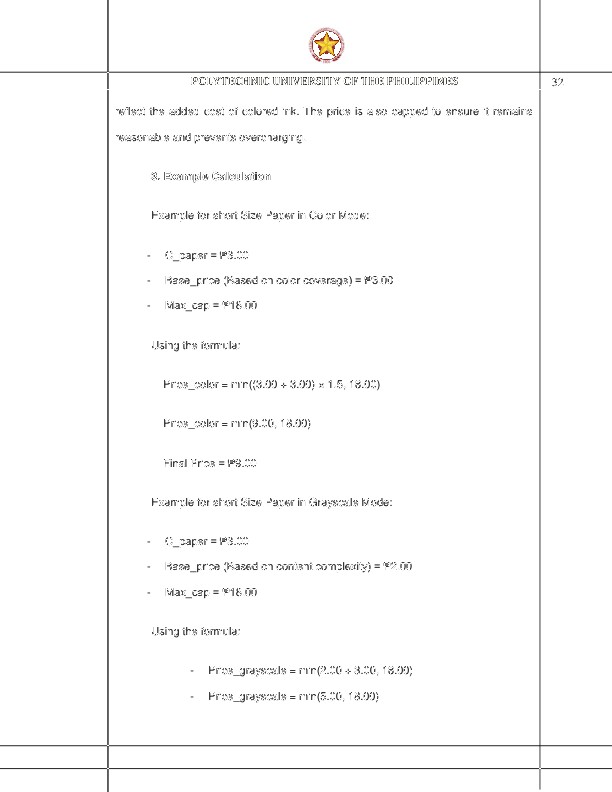 POLYTECHNIC UNIVERSITY OF THE PHILIPPINES
32
reflect the added cost of colored ink. The price is also capped to ensure it remains
reasonable and prevents overcharging.
3. Example Calculation
Example for short Size Paper in Color Mode:
- C_paper = ₱3.00
- Base_price (Based on color coverage) = ₱3.00
- Max_cap = ₱18.00
Using the formula:
Price_color = min((3.00 + 3.00) × 1.5, 18.00)
Price_color = min(9.00, 18.00)
Final Price = ₱9.00
Example for short Size Paper in Grayscale Mode:
- C_paper = ₱3.00
- Base_price (Based on content complexity) = ₱2.00
- Max_cap = ₱18.00
Using the formula:
- Price_grayscale = min(2.00 + 3.00, 18.00)
- Price_grayscale = min(5.00, 18.00)